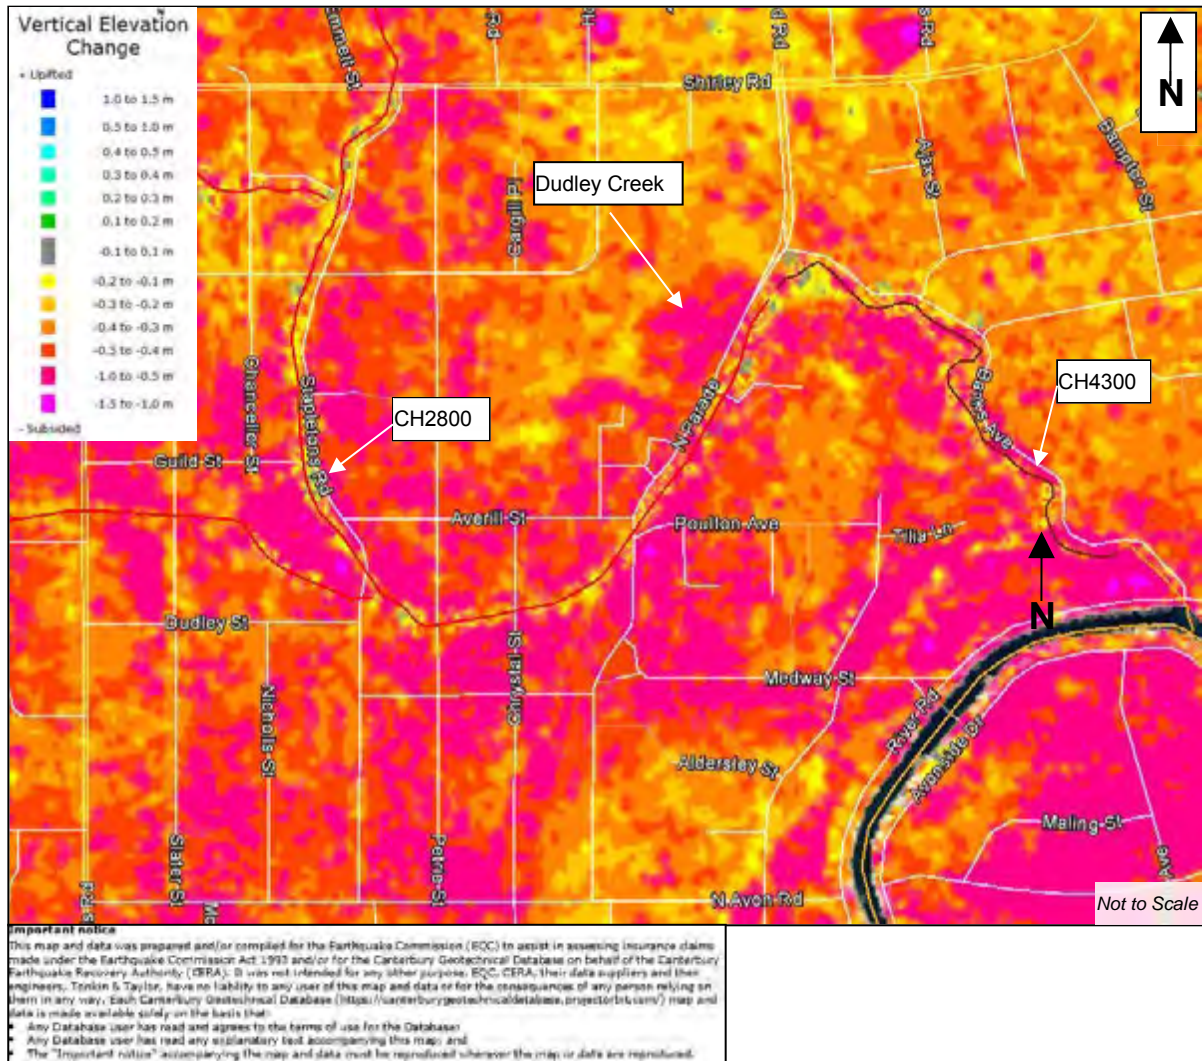 Vertical Elevation
Change
+ Uplifted
1.0 to 1.5 m
0.5 to 1.0 m
0.4 to 0.5 m
0.3 to 0.4 m
0.2 to 0.3 m
0.1 to 0.2 m
-0.1 to 0.1 m
-0.2 to -0.1 m
-0.3 to -0.2 m
-0.4 to -0.3 m
-0.5 to -0.4 m
-1.0 to -0.5 m
-1.5 to -1.0 m
- Subsided
Emmett St
Rd
Rd
s Rd
Shirley Rd
N
Ajax St
Bampton St
Dudley Creek
Cargill Pl
Chancellor St
Stapletons Rd
CH2800
N Parade
Banks Ave
CH4300
Guild St
Averill St
Poulton Ave
Tilia Ln
N
Dudley St
Chrystal St
Medway St
Nicholls St
River Rd
Avonside Dr
Aldersley St
Maling St
Slater St
Petrie St
N Avon Rd
Ave
Not to Scale
Important notice
This map and data was prepared and/or compiled for the Earthquake Commission (EQC) to assist in assessing insurance claims
made under the Earthquake Commission Act 1993 and/or for the Canterbury Geotechnical Database on behalf of the Canterbury
Earthquake Recovery Authority (CERA). It was not intended for any other purpose. EQC, CERA, their data suppliers and their
engineers, Tonkin & Taylor, have no liability to any user of this map and data or for the consequences of any person relying on
them in any way. Each Canterbury Geotechnical Database (https://canterburygeotechnicaldatabase.projectorbit.com/) map and
data is made available solely on the basis that:
• Any Database user has read and agrees to the terms of use for the Database;
• Any Database user has read any explanatory text accompanying this map; and
• The "Important notice" accompanying the map and data must be reproduced wherever the map or data are reproduced.